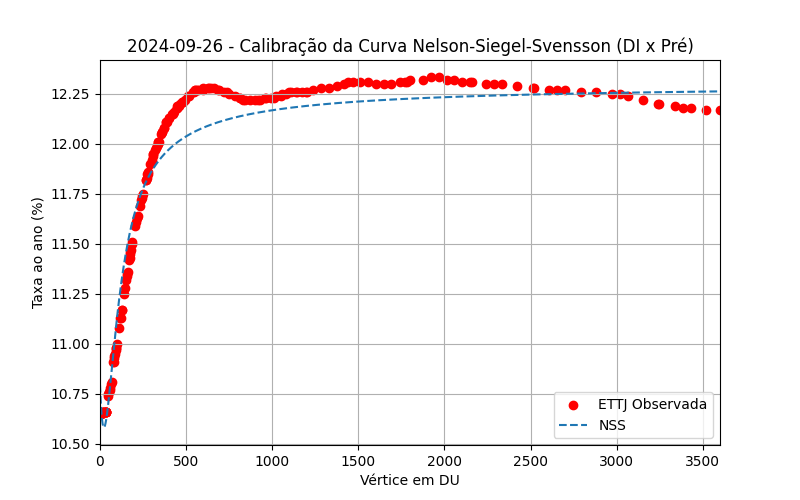 2024-09-26 - Calibração da Curva Nelson-Siegel-Svensson (DI x Pré)
Taxa ao ano (%)
12.25
12.00
11.75
11.50
11.25
11.00
10.75
10.50
0 500 1000 1500 2000 2500 3000 3500
Vértice em DU
ETTJ Observada
NSS